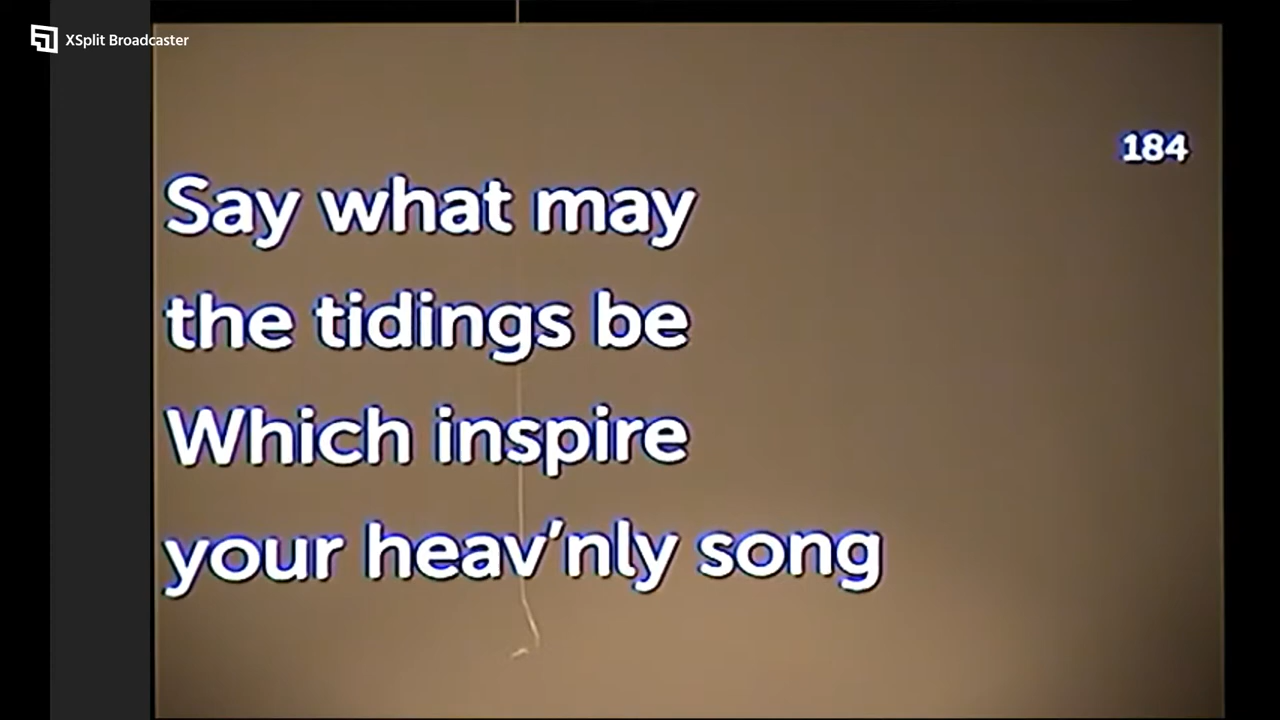 XSplit Broadcaster
184
Say what may
the tidings be
Which inspire
your heav'nly song